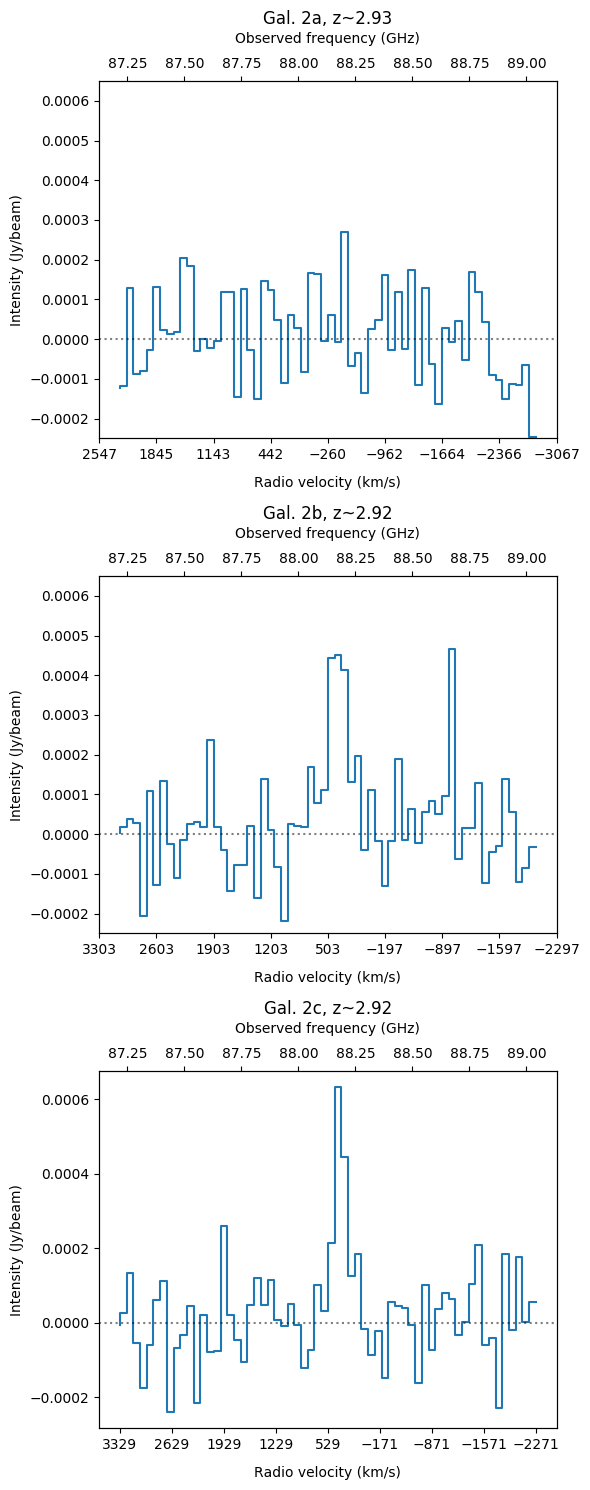 Gal. 2a, z~2.93
Observed frequency (GHz)
87.25 87.50 87.75 88.00 88.25 88.50 88.75 89.00
0.0006
0.0005
0.0004
0.0003
0.0002
0.0001
0.0000
−0.0001
−0.0002
Intensity (Jy/beam)
2547 1845 1143 442 −260 −962 −1664 −2366 −3067
Radio velocity (km/s)
Gal. 2b, z~2.92
Observed frequency (GHz)
87.25 87.50 87.75 88.00 88.25 88.50 88.75 89.00
0.0006
0.0005
0.0004
0.0003
0.0002
0.0001
0.0000
−0.0001
−0.0002
Intensity (Jy/beam)
3303 2603 1903 1203 503 −197 −897 −1597 −2297
Radio velocity (km/s)
Gal. 2c, z~2.92
Observed frequency (GHz)
87.25 87.50 87.75 88.00 88.25 88.50 88.75 89.00
0.0006
0.0004
0.0002
0.0000
−0.0002
Intensity (Jy/beam)
3329 2629 1929 1229 529 −171 −871 −1571 −2271
Radio velocity (km/s)